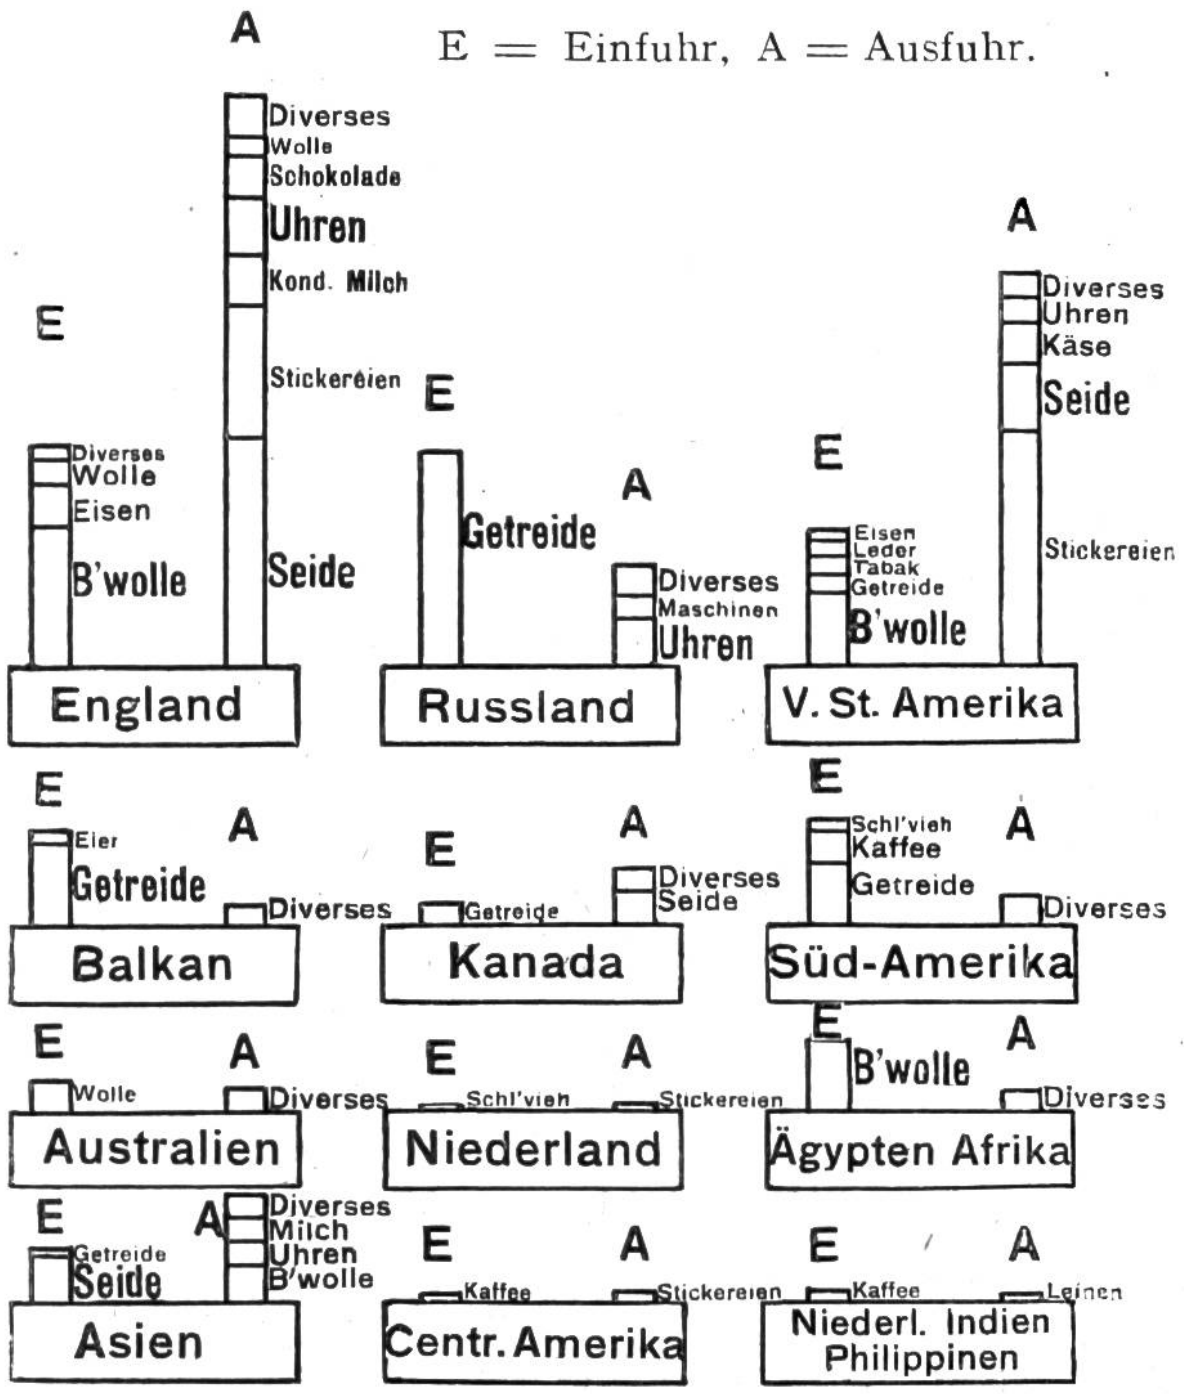 E = Einfuhr, A = Ausfuhr.
E
Diverses
Wolle
Eisen
B'wolle
A
Diverses
Wolle
Schokolade
Uhren
Kond. Milch
Stickereien
Seide
England
E
Getreide
A
Diverses
Maschinen
Uhren
Russland
E
Eisen
Leder
Tabak
Getreide
B'wolle
A
Diverses
Uhren
Käse
Seide
Stickereien
V. St. Amerika
E
Eier
Getreide
A
Diverses
Balkan
E
Getreide
A
Diverses
Seide
Kanada
E
Schl'vieh
Kaffee
Getreide
A
Diverses
Süd-Amerika
E
Wolle
A
Diverses
Australien
E
Schl'vieh
A
Stickereien
Niederland
E
B'wolle
A
Diverses
Ägypten Afrika
E
Getreide
Seide
A
Diverses
Milch
Uhren
B'wolle
Asien
E
Kaffee
A
Stickereien
Centr. Amerika
E
Kaffee
A
Leinen
Niederl. Indien
Philippinen